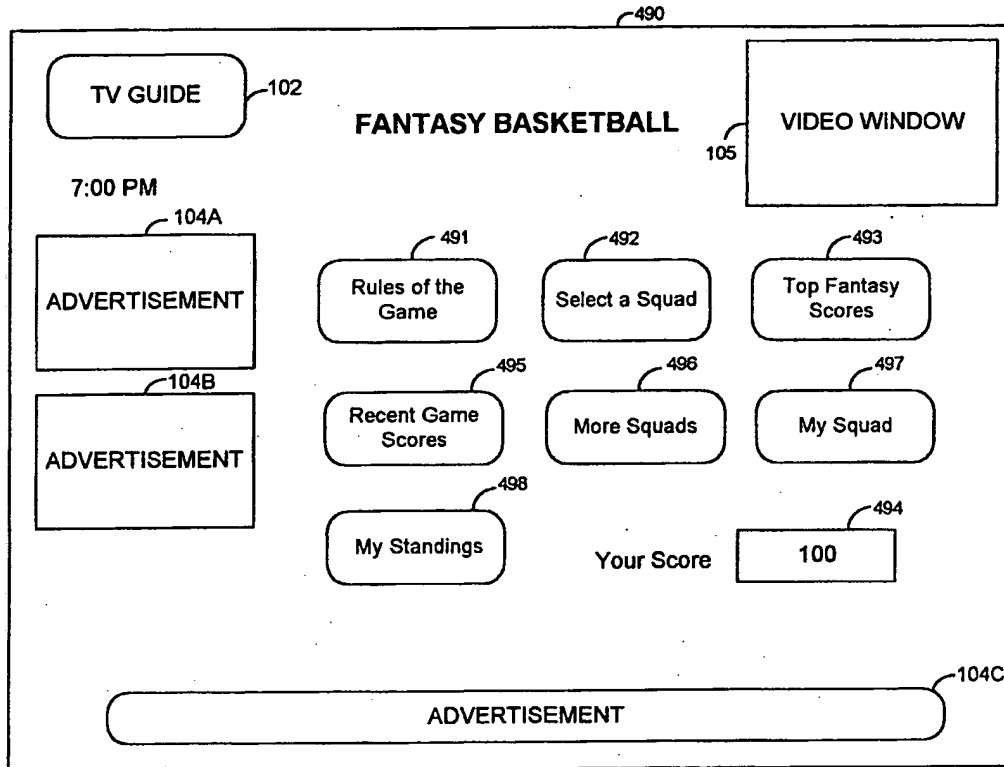 490
TV GUIDE
102
FANTASY BASKETBALL
105
VIDEO WINDOW
7:00 PM
104A
ADVERTISEMENT
491
Rules of the
Game
492
Select a Squad
493
Top Fantasy
Scores
104B
ADVERTISEMENT
495
Recent Game
Scores
496
More Squads
497
My Squad
498
My Standings
Your Score
494
100
104C
ADVERTISEMENT